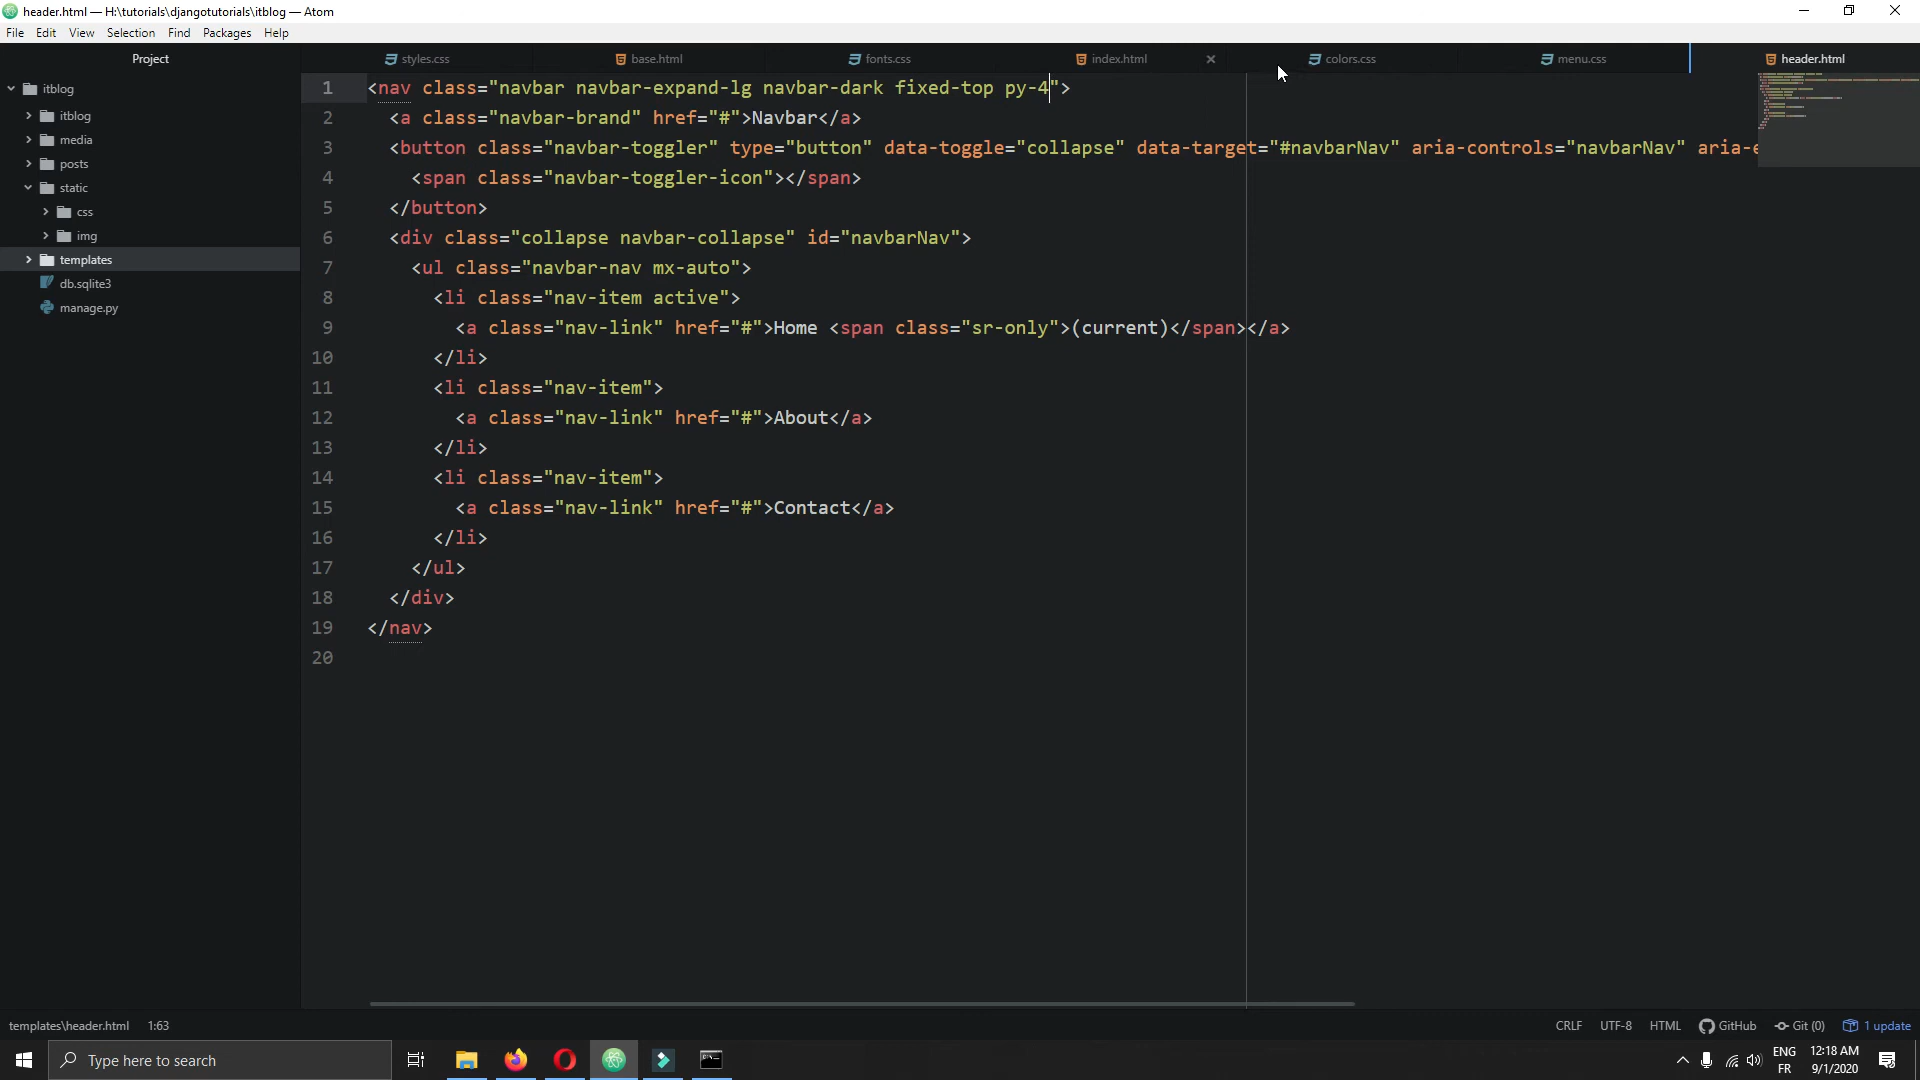 header.html — H:\tutorials\djangotutorials\itblog — Atom
File Edit View Selection Find Packages Help
Project
styles.css base.html fonts.css index.html colors.css menu.css header.html
itblog
itblog
media
posts
static
css
img
templates
db.sqlite3
manage.py
1 <nav class="navbar navbar-expand-lg navbar-dark fixed-top py-4">
2 <a class="navbar-brand" href="#">Navbar</a>
3 <button class="navbar-toggler" type="button" data-toggle="collapse" data-target="#navbarNav" aria-controls="navbarNav" aria-e
4 <span class="navbar-toggler-icon"></span>
5 </button>
6 <div class="collapse navbar-collapse" id="navbarNav">
7 <ul class="navbar-nav mx-auto">
8 <li class="nav-item active">
9 <a class="nav-link" href="#">Home <span class="sr-only">(current)</span></a>
10 </li>
11 <li class="nav-item">
12 <a class="nav-link" href="#">About</a>
13 </li>
14 <li class="nav-item">
15 <a class="nav-link" href="#">Contact</a>
16 </li>
17 </ul>
18 </div>
19 </nav>
20
templates\header.html 1:63
CRLF UTF-8 HTML GitHub Git (0) 1 update
Type here to search
ENG 12:18 AM
FR 9/1/2020